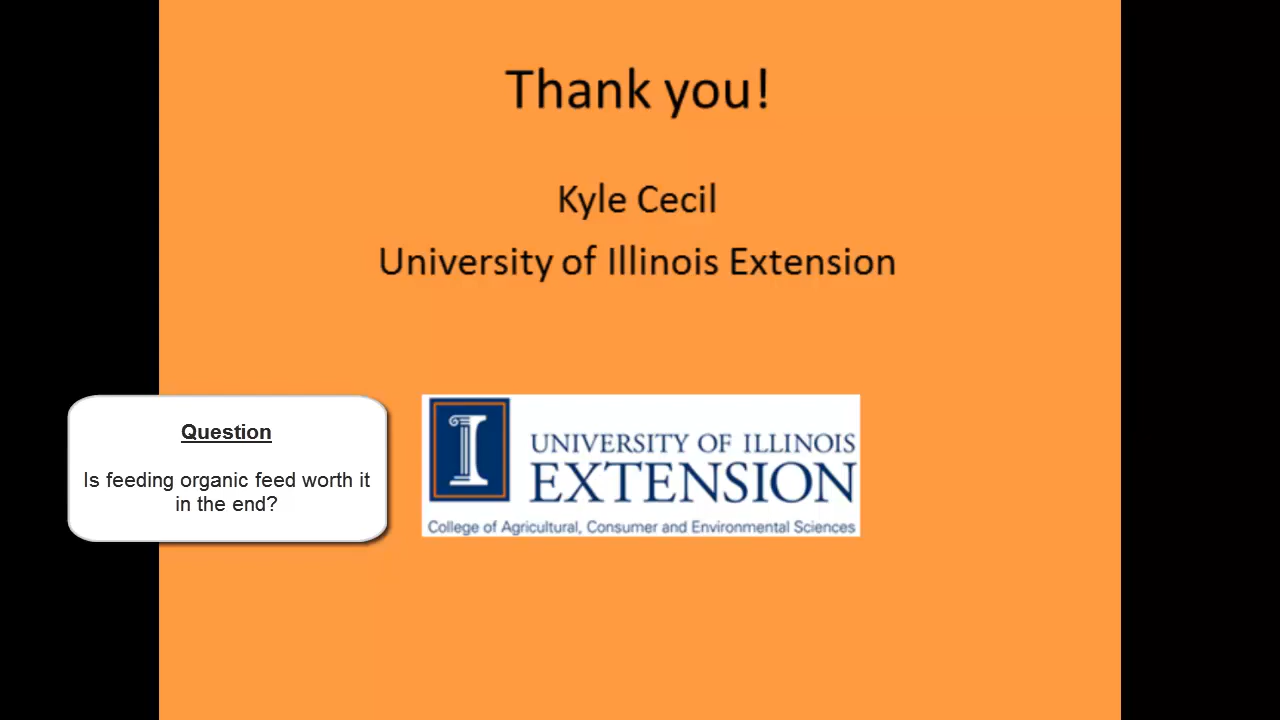 Thank you!
Kyle Cecil
University of Illinois Extension
Question
Is feeding organic feed worth it
in the end?
I
UNIVERSITY OF ILLINOIS
EXTENSION
College of Agricultural, Consumer and Environmental Sciences